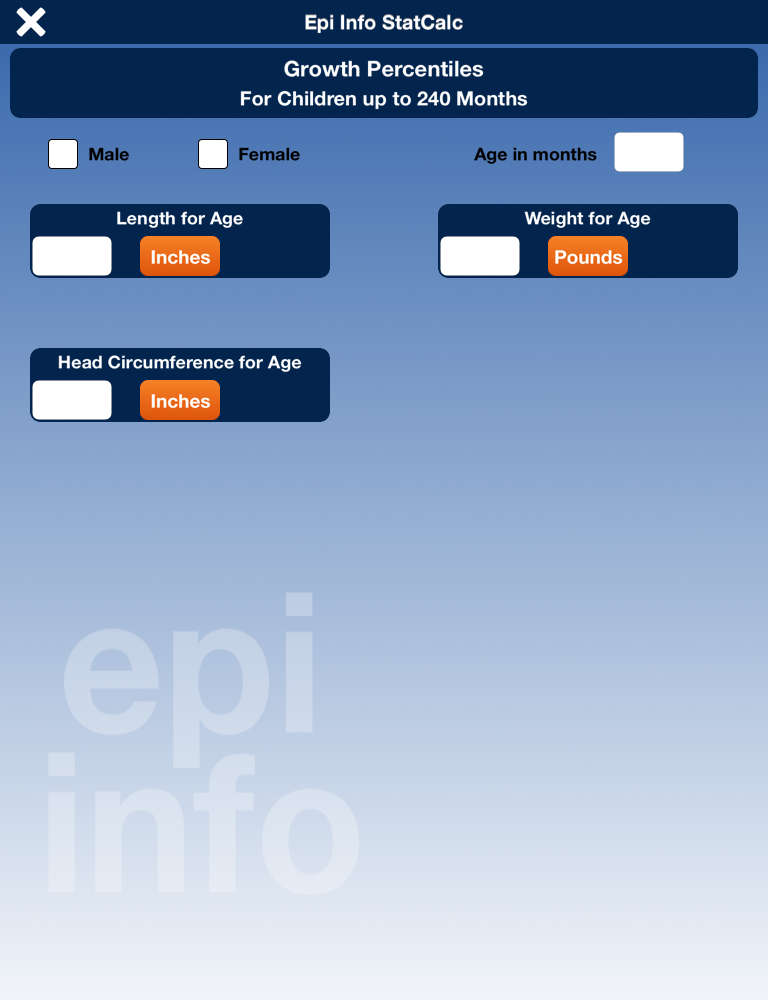 Epi Info StatCalc
Growth Percentiles
For Children up to 240 Months
Male Female Age in months
Length for Age Weight for Age
Inches Pounds
Head Circumference for Age
Inches
epi
info